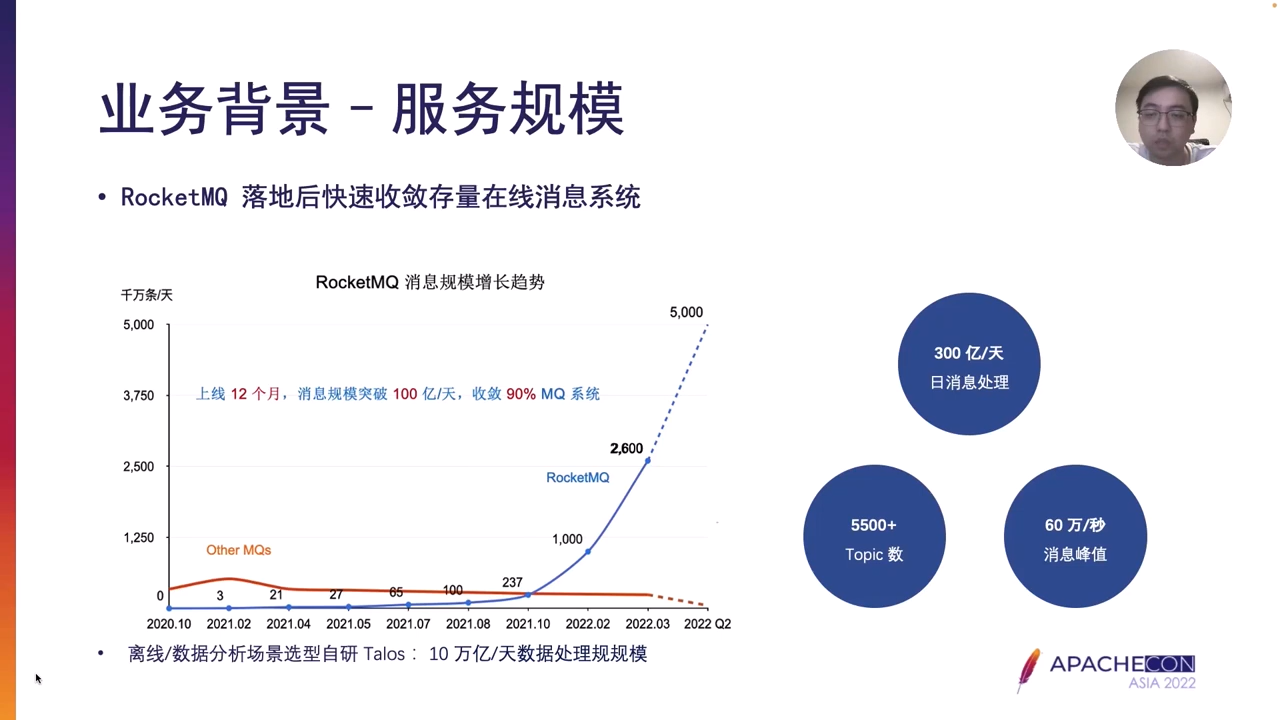 业务背景 - 服务规模
• RocketMQ 落地后快速收敛存量在线消息系统
RocketMQ 消息规模增长趋势
千万条/天
5,000
5,000
3,750
上线 12 个月，消息规模突破 100 亿/天，收敛 90% MQ 系统
2,600
2,500
RocketMQ
1,250
1,000
Other MQs
0
3
21
27
65
100
237
2020.10
2021.02
2021.04
2021.05
2021.07
2021.08
2021.10
2022.02
2022.03
2022 Q2
300 亿/天
日消息处理
5500+
Topic 数
60 万/秒
消息峰值
• 离线/数据分析场景选型自研 Talos： 10 万亿/天数据处理规规模
APACHECON
ASIA 2022